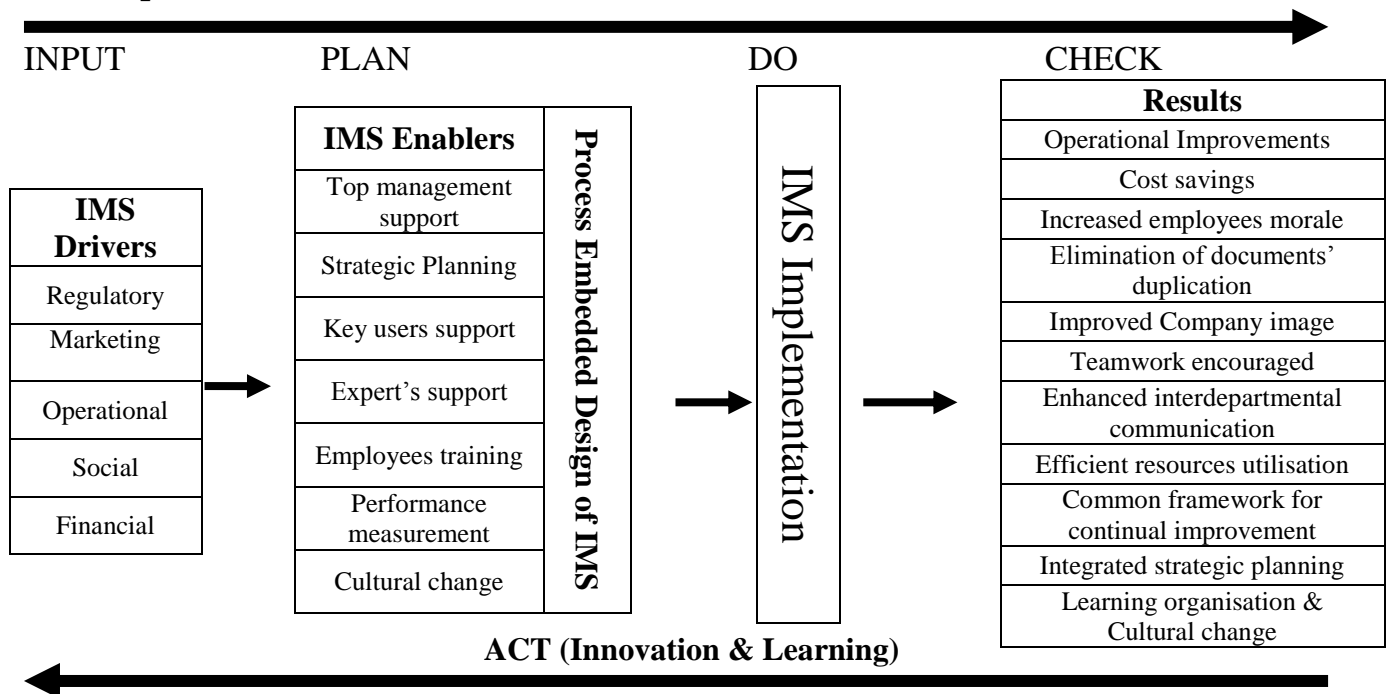 INPUT
PLAN
DO
CHECK
IMS
Drivers
Regulatory
Marketing
Operational
Social
Financial
IMS Enablers
Top management
support
Strategic Planning
Key users support
Expert’s support
Employees training
Performance
measurement
Cultural change
Process Embedded Design of IMS
IMS Implementation
Results
Operational Improvements
Cost savings
Increased employees morale
Elimination of documents’
duplication
Improved Company image
Teamwork encouraged
Enhanced interdepartmental
communication
Efficient resources utilisation
Common framework for
continual improvement
Integrated strategic planning
Learning organisation &
Cultural change
ACT (Innovation & Learning)